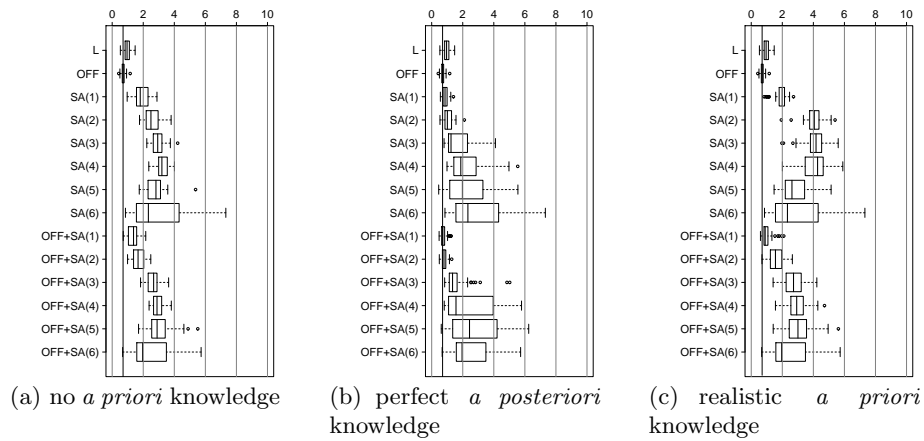 0 2 4 6 8 10
L
OFF
SA(1)
SA(2)
SA(3)
SA(4)
SA(5)
SA(6)
OFF+SA(1)
OFF+SA(2)
OFF+SA(3)
OFF+SA(4)
OFF+SA(5)
OFF+SA(6)
(a) no a priori knowledge
0 2 4 6 8 10
L
OFF
SA(1)
SA(2)
SA(3)
SA(4)
SA(5)
SA(6)
OFF+SA(1)
OFF+SA(2)
OFF+SA(3)
OFF+SA(4)
OFF+SA(5)
OFF+SA(6)
(b) perfect a posteriori
knowledge
0 2 4 6 8 10
L
OFF
SA(1)
SA(2)
SA(3)
SA(4)
SA(5)
SA(6)
OFF+SA(1)
OFF+SA(2)
OFF+SA(3)
OFF+SA(4)
OFF+SA(5)
OFF+SA(6)
(c) realistic a priori
knowledge